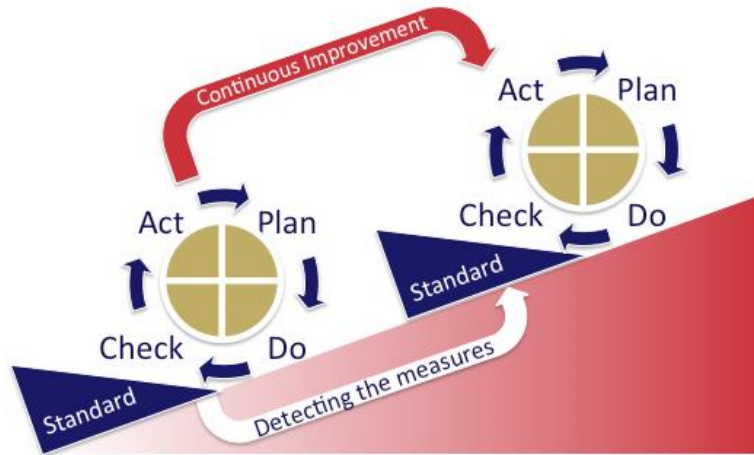 Continuous Improvement
Act Plan
Check Do
Standard
Act Plan
Check Do
Standard
Detecting the measures